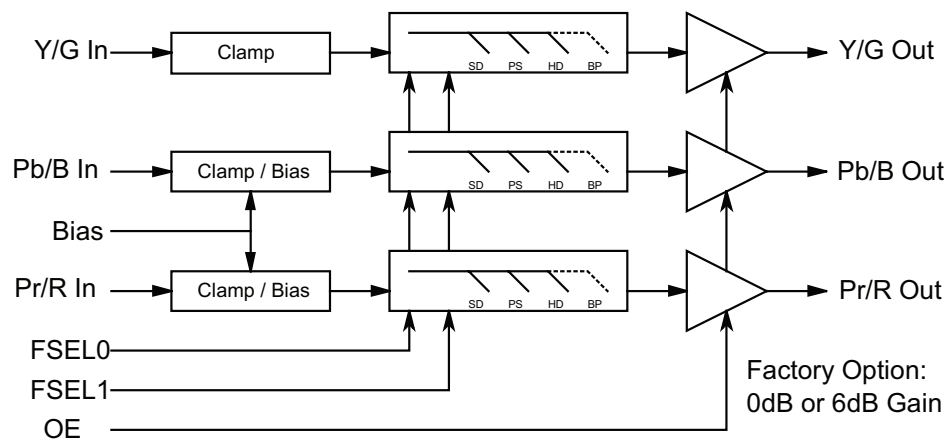 Y/G In
Clamp
SD PS HD BP
Y/G Out
Pb/B In
Clamp / Bias
SD PS HD BP
Pb/B Out
Bias
Pr/R In
Clamp / Bias
SD PS HD BP
Pr/R Out
FSEL0
FSEL1
OE
Factory Option:
0dB or 6dB Gain